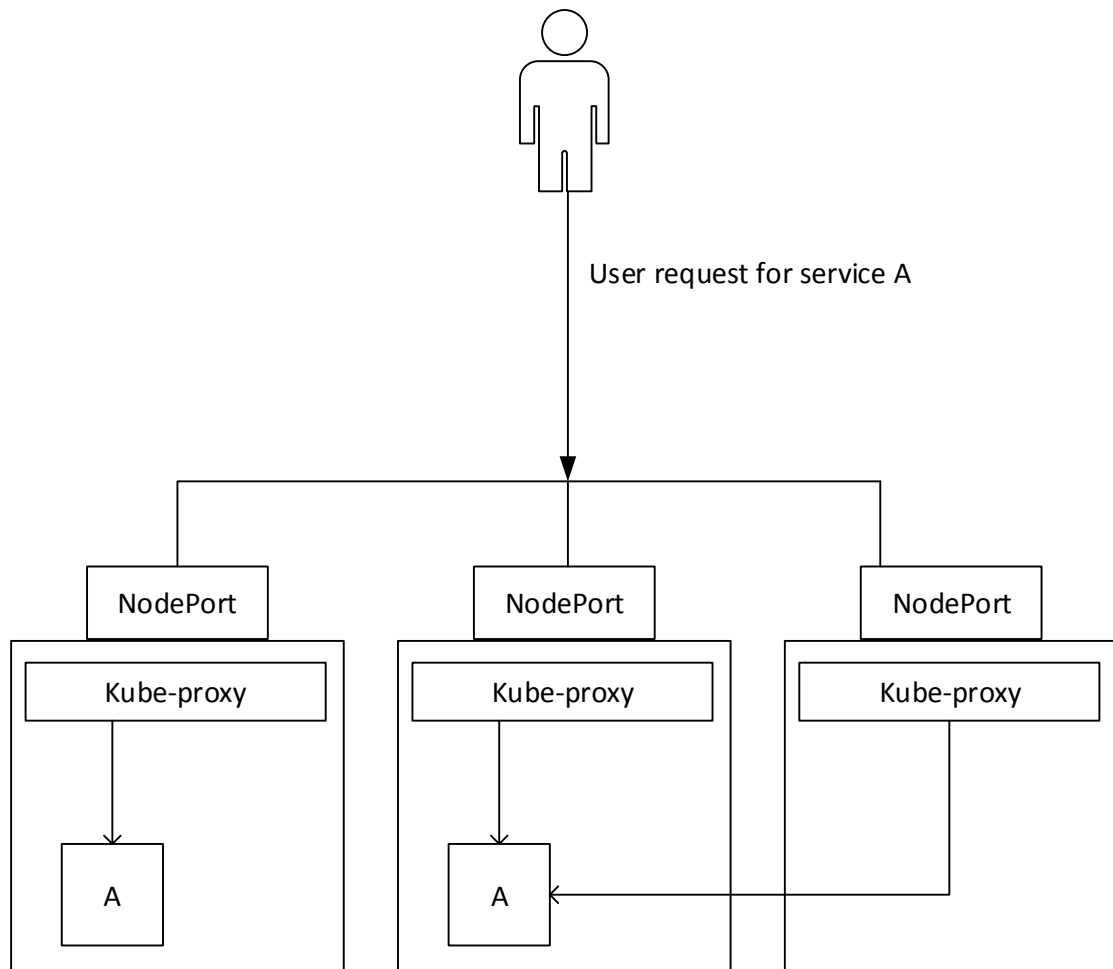 User request for service A
NodePort
NodePort
NodePort
Kube-proxy
Kube-proxy
Kube-proxy
A
A